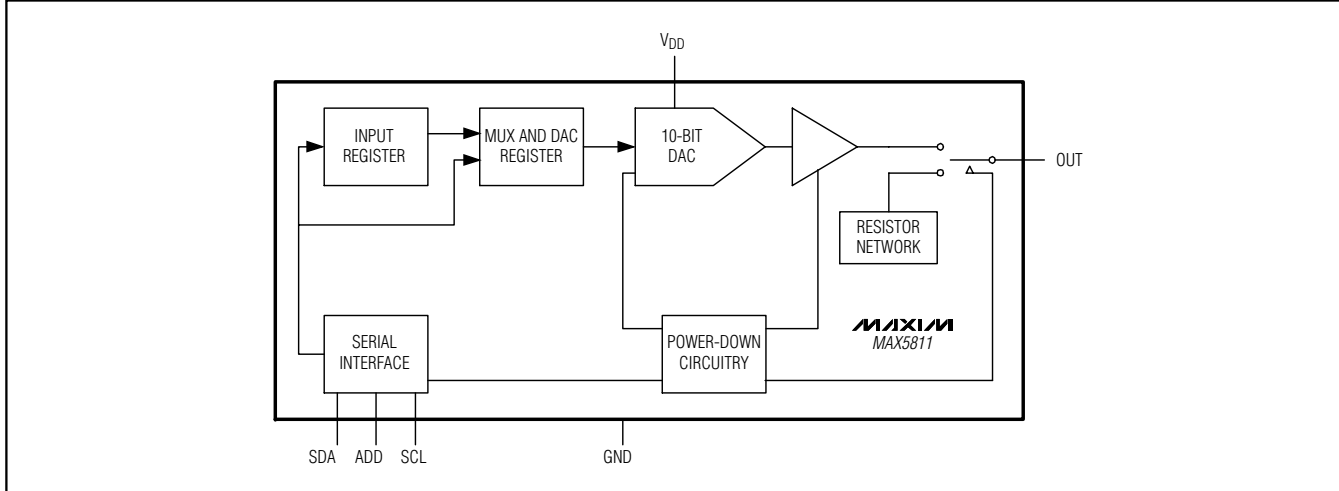 VDD
INPUT
REGISTER
MUX AND DAC
REGISTER
10-BIT
DAC
OUT
RESISTOR
NETWORK
SERIAL
INTERFACE
POWER-DOWN
CIRCUITRY
MAXIM
MAX5811
SDA ADD SCL GND